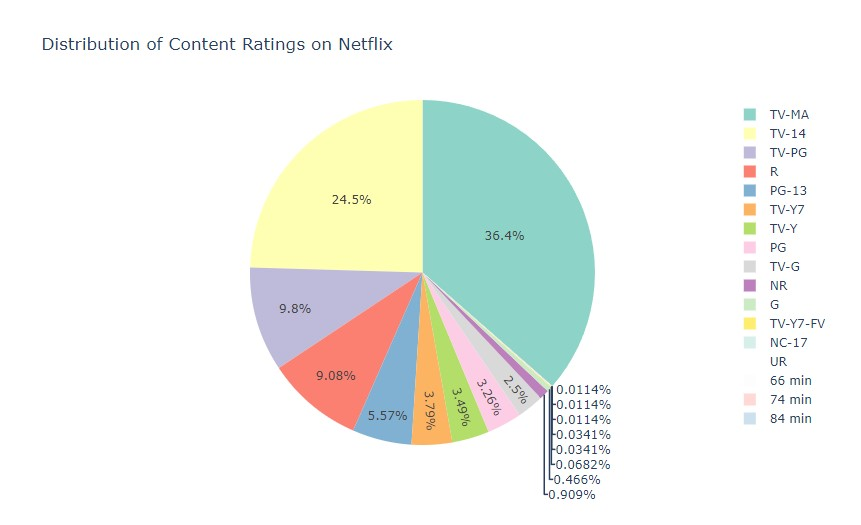 Distribution of Content Ratings on Netflix
36.4%
24.5%
9.8%
9.08%
5.57%
3.79%
3.49%
3.26%
2.5%
0.0114%
0.0114%
0.0114%
0.0341%
0.0341%
0.0682%
0.466%
0.909%
TV-MA
TV-14
TV-PG
R
PG-13
TV-Y7
TV-Y
PG
TV-G
NR
G
TV-Y7-FV
NC-17
UR
66 min
74 min
84 min